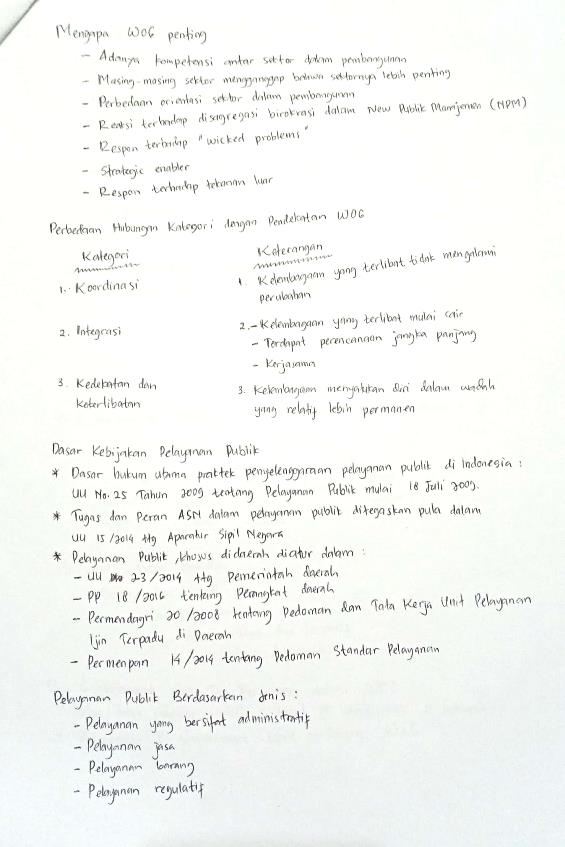 Mengapa WOG penting
- Adanya kompetensi antar sektor dalam pembangunan
- Masing-masing sektor mengganggap bahwa sektornya lebih penting
- Perbedaan orientasi sektor dalam pembangunan
- Reaksi terhadap disagregasi birokrasi dalam New Publik Manajemen (NPM)
- Respon terhadap "wicked problems"
- Strategic enabler
- Respon terhadap tekanan luar
Perbedaan Hubungan Kategori dengan Pendekatan WOG
Kategori
Keterangan
1. Koordinasi
1. Kelembagaan yang terlibat tidak mengalami
perubahan
2. Integrasi
2. - Kelembagaan yang terlibat mulai cair
- Terdapat perencanaan jangka panjang
- Kerjasama
3. Kedekatan dan
keterlibatan
3. Kelembagaan menyatukan diri dalam wadah
yang relatif lebih permanen
Dasar Kebijakan Pelayanan Publik
* Dasar hukum utama praktek penyelenggaraan pelayanan publik di Indonesia :
UU No. 25 Tahun 2009 tentang Pelayanan Publik mulai 18 Juli 2009.
* Tugas dan Peran ASN dalam pelayanan publik ditegaskan pula dalam
UU 15/2014 ttg Aparatur Sipil Negara
* Pelayanan Publik, khusus didaerah diatur dalam :
- UU No 23/2014 ttg Pemerintah daerah
- PP 18/2016 tentang Perangkat daerah
- Permendagri 20/2008 tentang Pedoman dan Tata Kerja Unit Pelayanan
Ijin Terpadu di Daerah
- Permenpan 14/2014 tentang Pedoman Standar Pelayanan
Pelayanan Publik Berdasarkan Jenis :
- Pelayanan yang bersifat administratif
- Pelayanan jasa
- Pelayanan barang
- Pelayanan regulatif